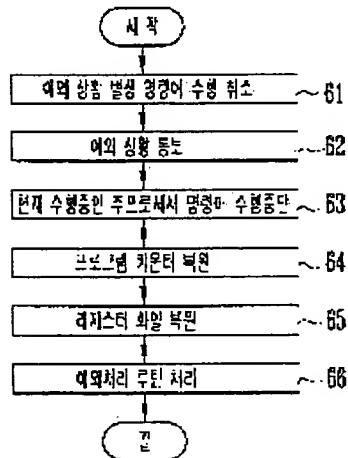 시 작
예외 상황 발생 명령어 수행 취소 ~61
예외 상황 통보 ~62
현재 수행중인 주프로세서 명령어 수행중단 ~63
프로그램 카운터 복원 ~64
레지스터 화일 복원 ~65
예외처리 루틴 처리 ~66
끝